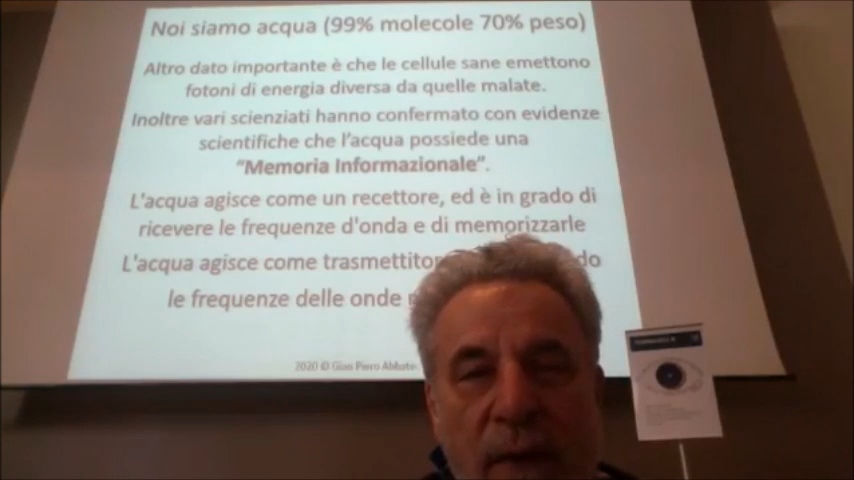 Noi siamo acqua (99% molecole 70% peso)
Altro dato importante è che le cellule sane emettono
fotoni di energia diversa da quelle malate.
Inoltre vari scienziati hanno confermato con evidenze
scientifiche che l'acqua possiede una
"Memoria Informazionale".
L'acqua agisce come un recettore, ed è in grado di
ricevere le frequenze d'onda e di memorizzarle
L'acqua agisce come
le frequenze delle onde
2020 © Gian Piero Abbate